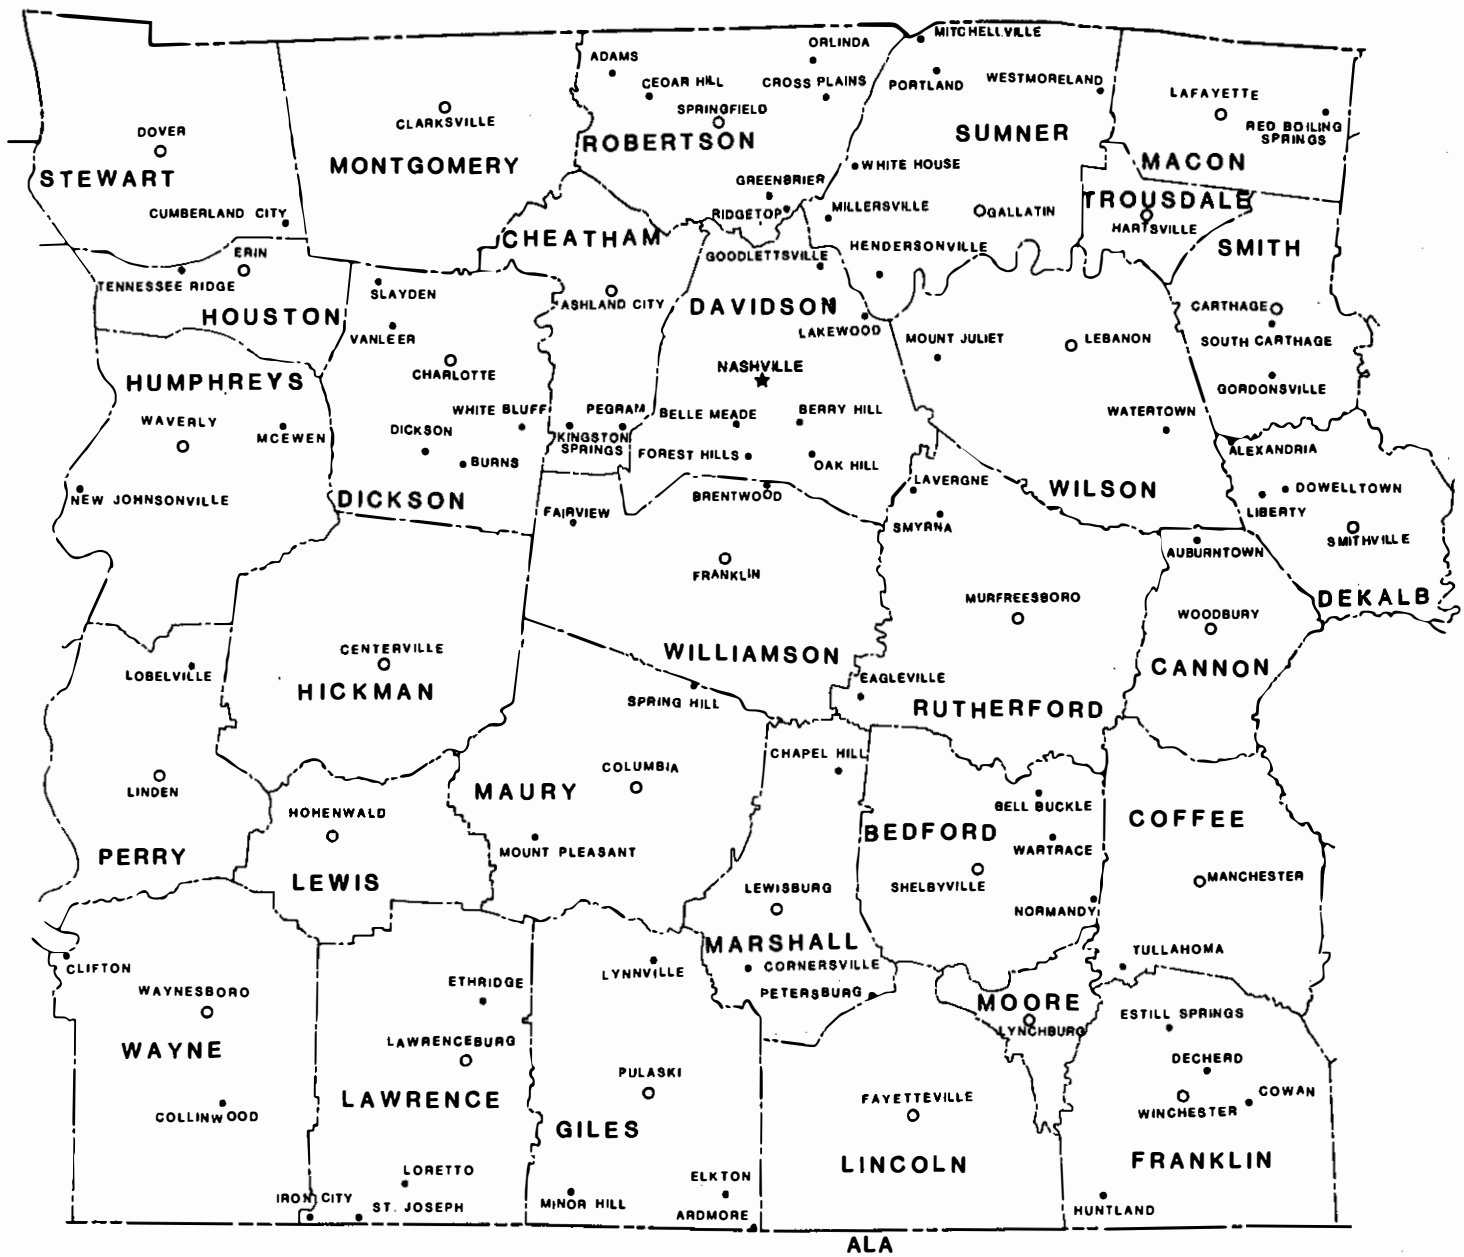 MITCHELLVILLE
ORLINDA
ADAMS
CEDAR HILL
CROSS PLAINS
PORTLAND
WESTMORELAND
LAFAYETTE
SPRINGFIELD
CLARKSVILLE
DOVER
ROBERTSON
SUMNER
RED BOILING
SPRINGS
MONTGOMERY
WHITE HOUSE
MACON
STEWART
GREENBRIER
TROUSDALE
CUMBERLAND CITY
RIDGETOP
MILLERSVILLE
GALLATIN
HARTSVILLE
CHEATHAM
HENDERSONVILLE
SMITH
ERIN
GOODLETTSVILLE
TENNESSEE RIDGE
SLAYDEN
ASHLAND CITY
DAVIDSON
CARTHAGE
HOUSTON
LAKEWOOD
VANLEER
MOUNT JULIET
LEBANON
SOUTH CARTHAGE
NASHVILLE
CHARLOTTE
HUMPHREYS
GORDONSVILLE
WHITE BLUFF
PEGRAM
BELLE MEADE
BERRY HILL
WATERTOWN
WAVERLY
MCEWEN
DICKSON
KINGSTON
SPRINGS
ALEXANDRIA
BURNS
FOREST HILLS
OAK HILL
LAVERGNE
WILSON
DOWELLTOWN
NEW JOHNSONVILLE
DICKSON
BRENTWOOD
FAIRVIEW
LIBERTY
SMYRNA
SMITHVILLE
AUBURNTOWN
FRANKLIN
MURFREESBORO
DEKALB
WOODBURY
CENTERVILLE
WILLIAMSON
CANNON
LOBELVILLE
EAGLEVILLE
HICKMAN
SPRING HILL
RUTHERFORD
CHAPEL HILL
COLUMBIA
LINDEN
MAURY
BELL BUCKLE
HOHENWALD
BEDFORD
COFFEE
PERRY
MOUNT PLEASANT
WARTRACE
LEWIS
LEWISBURG
SHELBYVILLE
MANCHESTER
NORMANDY
MARSHALL
TULLAHOMA
CLIFTON
LYNNVILLE
CORNERSVILLE
ETHRIDGE
WAYNESBORO
PETERSBURG
MOORE
ESTILL SPRINGS
LYNCHBURG
LAWRENCEBURG
WAYNE
DECHERD
PULASKI
LAWRENCE
FAYETTEVILLE
COWAN
WINCHESTER
COLLINWOOD
GILES
LINCOLN
FRANKLIN
LORETTO
ELKTON
IRON CITY
ST. JOSEPH
MINOR HILL
ARDMORE
HUNTLAND
ALA